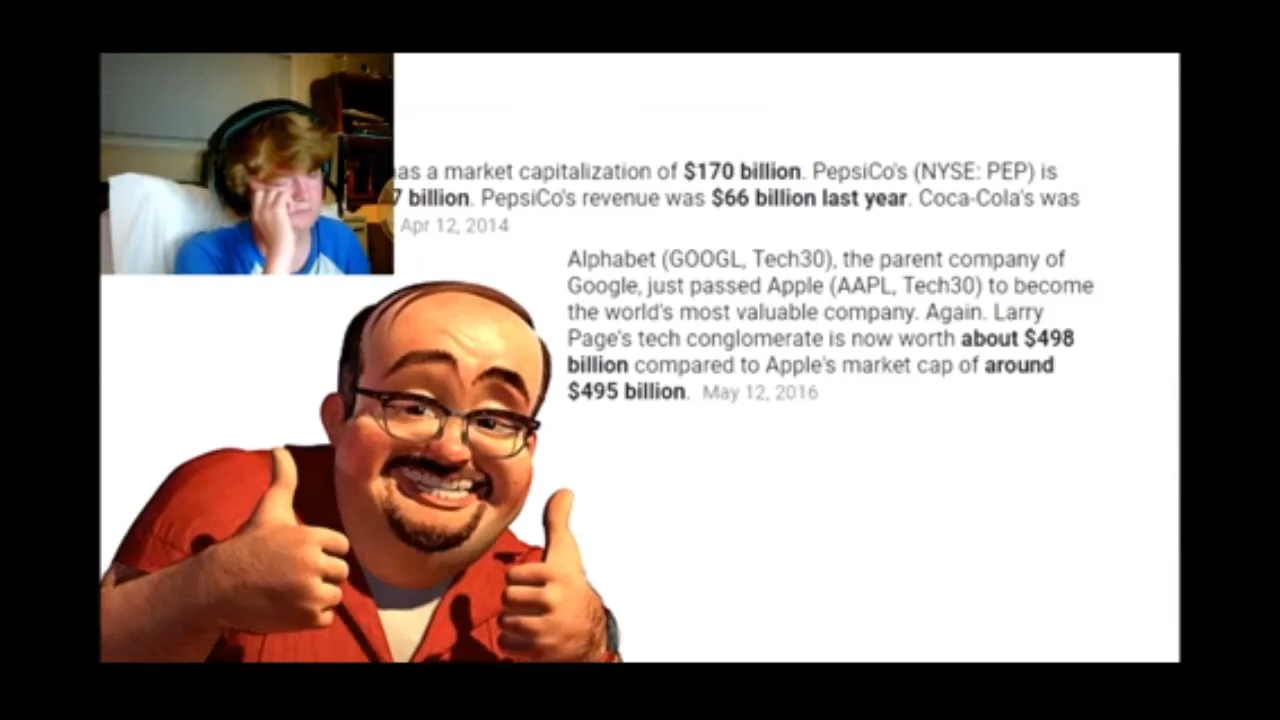 as a market capitalization of $170 billion. PepsiCo's (NYSE: PEP) is
7 billion. PepsiCo's revenue was $66 billion last year. Coca-Cola's was
Apr 12, 2014
Alphabet (GOOGL, Tech30), the parent company of
Google, just passed Apple (AAPL, Tech30) to become
the world's most valuable company. Again. Larry
Page's tech conglomerate is now worth about $498
billion compared to Apple's market cap of around
$495 billion. May 12, 2016